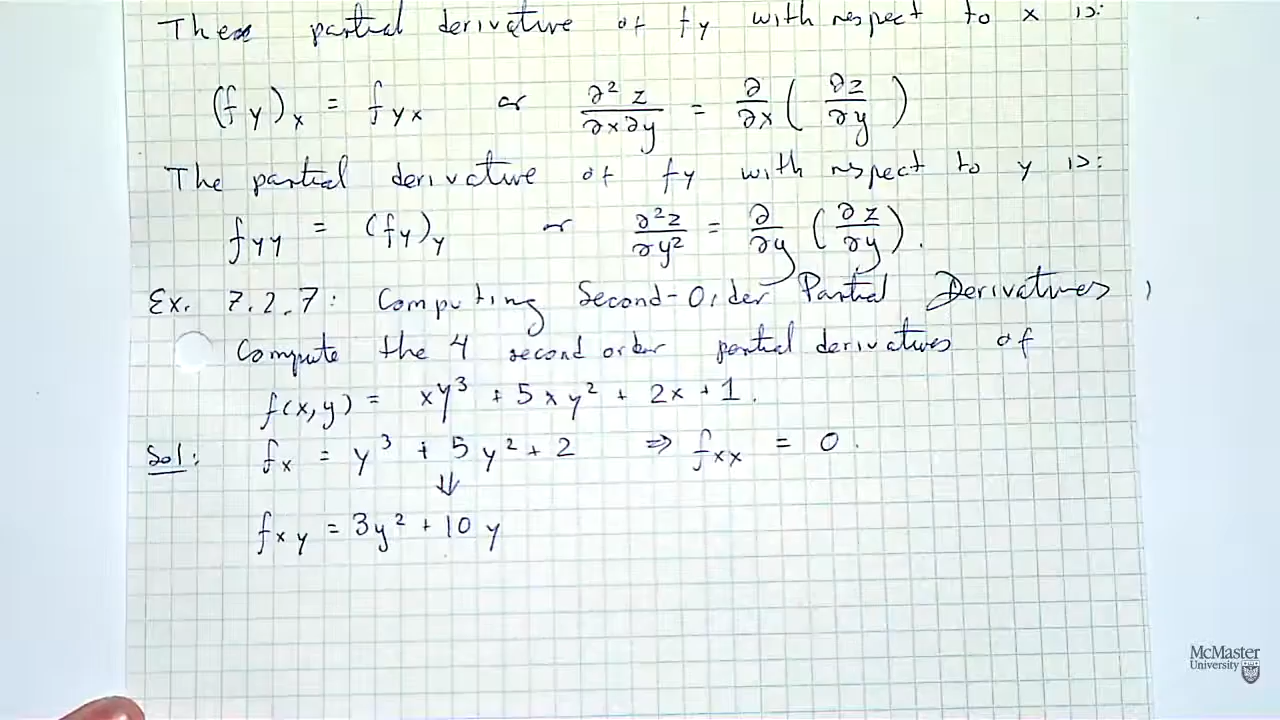 The partial derivative of fy with respect to x is:
(fy)x = fyx or ∂²z/∂x∂y = ∂/∂x (∂z/∂y)
The partial derivative of fy with respect to y is:
fyy = (fy)y or ∂²z/∂y² = ∂/∂y (∂z/∂y).
Ex. 7.2.7: Computing Second-Order Partial Derivatives
Compute the 4 second order partial derivatives of
f(x,y) = xy³ + 5xy² + 2x + 1.
Sol: fx = y³ + 5y² + 2 ⇒ fxx = 0.
⇓
fxy = 3y² + 10y
McMaster
University